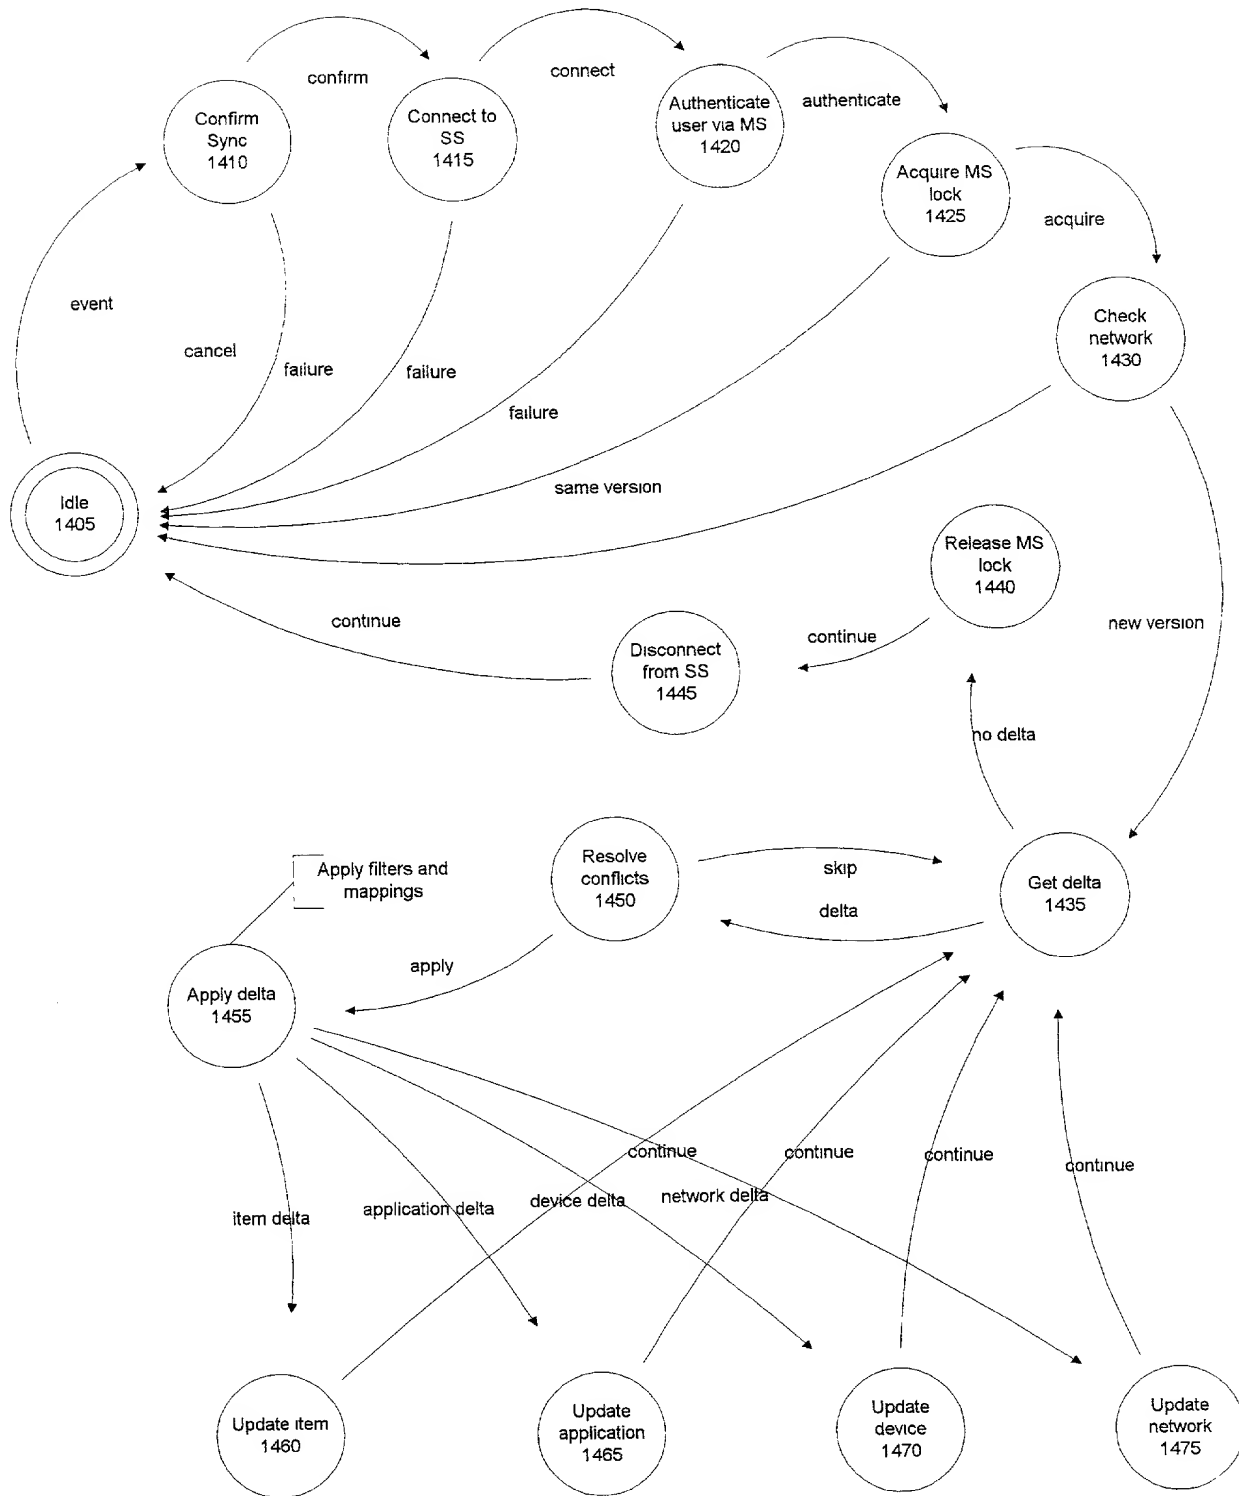 confirm
connect
authenticate
Confirm
Sync
1410
Connect to
SS
1415
Authenticate
user via MS
1420
Acquire MS
lock
1425
acquire
event
cancel
failure
failure
failure
Check
network
1430
same version
Idle
1405
Release MS
lock
1440
new version
continue
continue
Disconnect
from SS
1445
no delta
Apply filters and
mappings
Resolve
conflicts
1450
skip
delta
Get delta
1435
apply
Apply delta
1455
continue
continue
continue
continue
item delta
application delta
device delta
network delta
Update item
1460
Update
application
1465
Update
device
1470
Update
network
1475